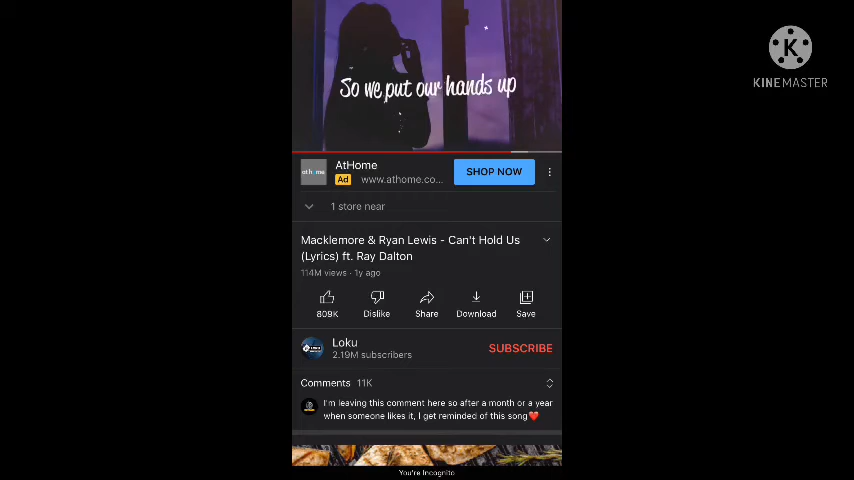 So we put our hands up
KINEMASTER
at home
AtHome
Ad www.athome.co...
SHOP NOW
1 store near
Macklemore & Ryan Lewis - Can't Hold Us
(Lyrics) ft. Ray Dalton
114M views · 1y ago
809K Dislike Share Download Save
Loku
2.19M subscribers
SUBSCRIBE
Comments 11K
I'm leaving this comment here so after a month or a year
when someone likes it, I get reminded of this song❤️
You're Incognito